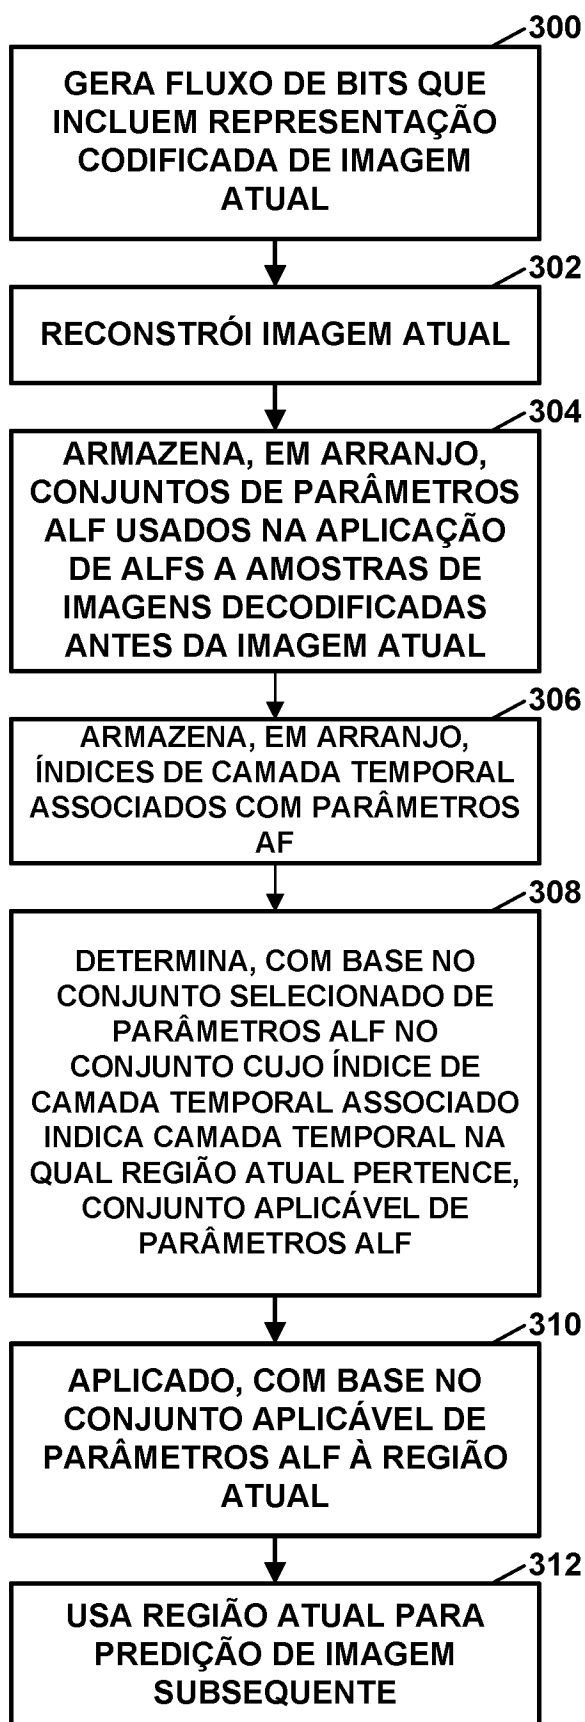 300
GERA FLUXO DE BITS QUE
INCLUEM REPRESENTAÇÃO
CODIFICADA DE IMAGEM
ATUAL
302
RECONSTRÓI IMAGEM ATUAL
304
ARMAZENA, EM ARRANJO,
CONJUNTOS DE PARÂMETROS
ALF USADOS NA APLICAÇÃO
DE ALFS A AMOSTRAS DE
IMAGENS DECODIFICADAS
ANTES DA IMAGEM ATUAL
306
ARMAZENA, EM ARRANJO,
ÍNDICES DE CAMADA TEMPORAL
ASSOCIADOS COM PARÂMETROS
AF
308
DETERMINA, COM BASE NO
CONJUNTO SELECIONADO DE
PARÂMETROS ALF NO
CONJUNTO CUJO ÍNDICE DE
CAMADA TEMPORAL ASSOCIADO
INDICA CAMADA TEMPORAL NA
QUAL REGIÃO ATUAL PERTENCE,
CONJUNTO APLICÁVEL DE
PARÂMETROS ALF
310
APLICADO, COM BASE NO
CONJUNTO APLICÁVEL DE
PARÂMETROS ALF À REGIÃO
ATUAL
312
USA REGIÃO ATUAL PARA
PREDIÇÃO DE IMAGEM
SUBSEQUENTE